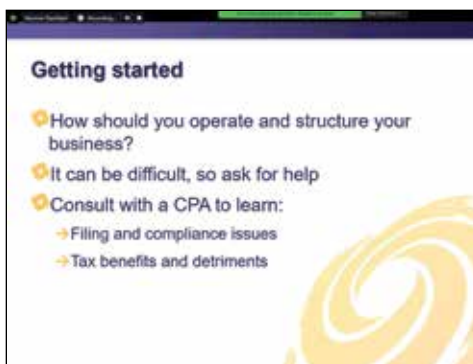 Getting started
How should you operate and structure your
business?
It can be difficult, so ask for help
Consult with a CPA to learn:
Filing and compliance issues
Tax benefits and detriments